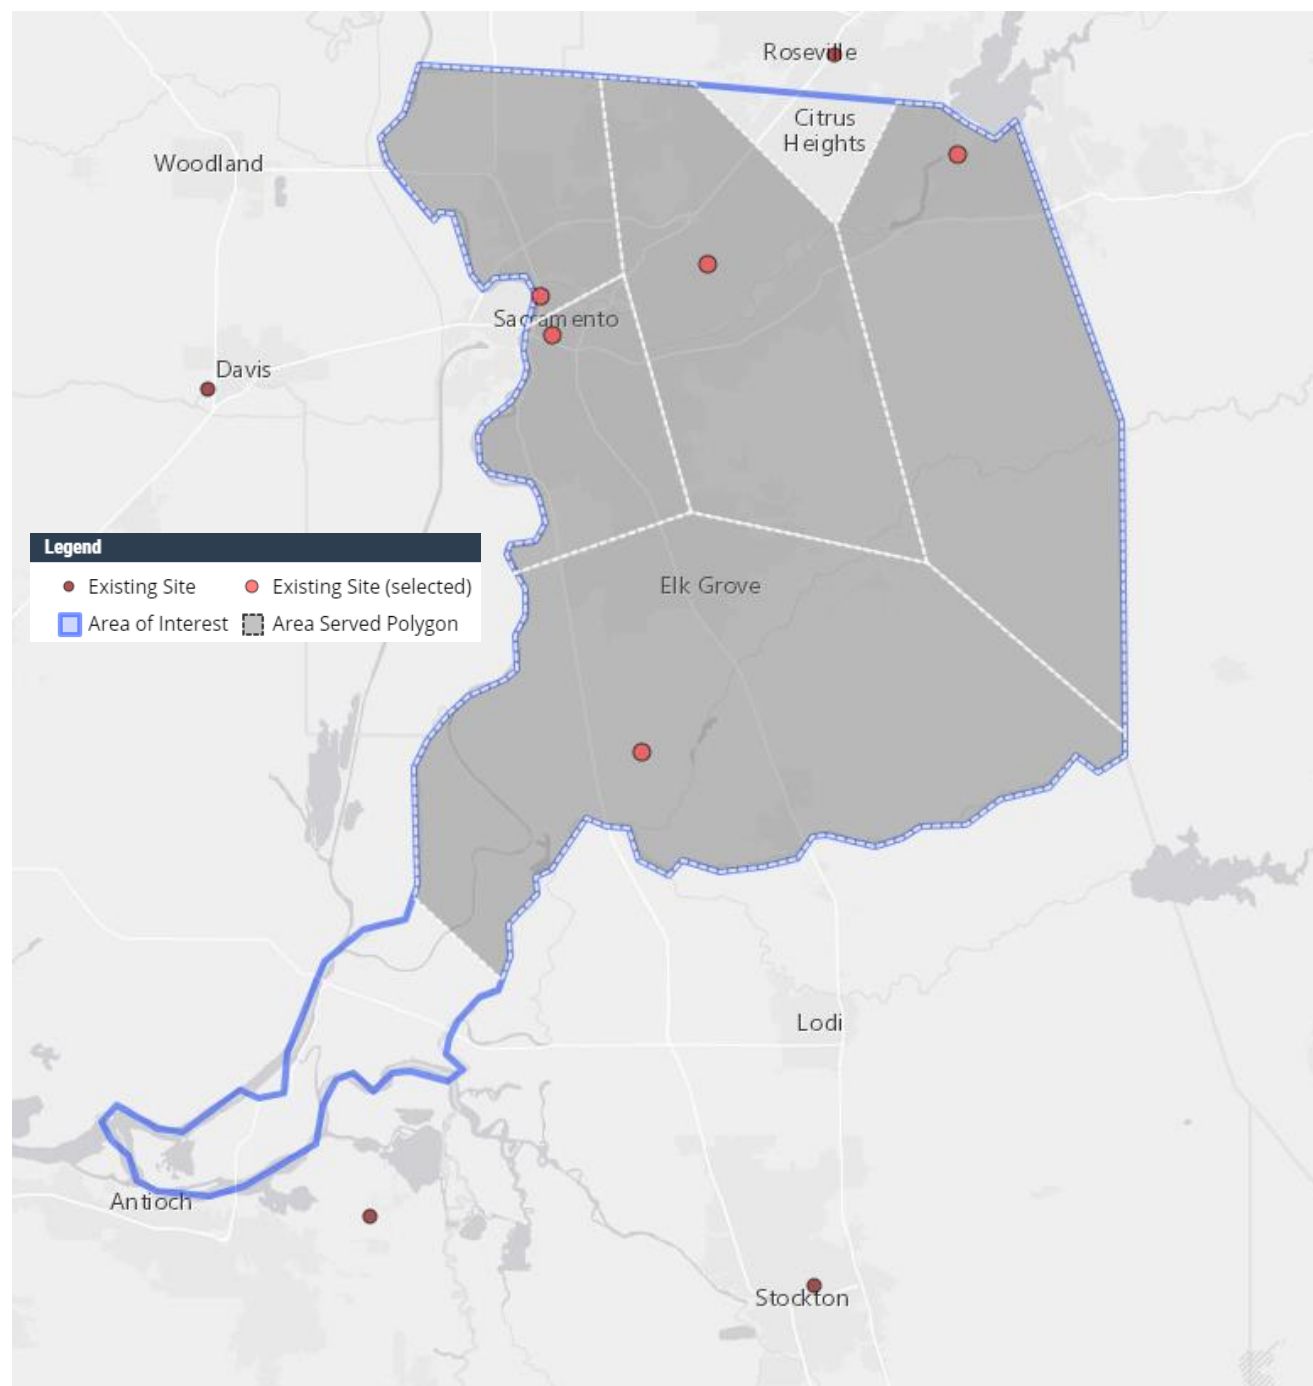 Roseville
Citrus
Heights
Woodland
Sacramento
Davis
Legend
Existing Site
Existing Site (selected)
Area of Interest
Area Served Polygon
Elk Grove
Lodi
Antioch
Stockton